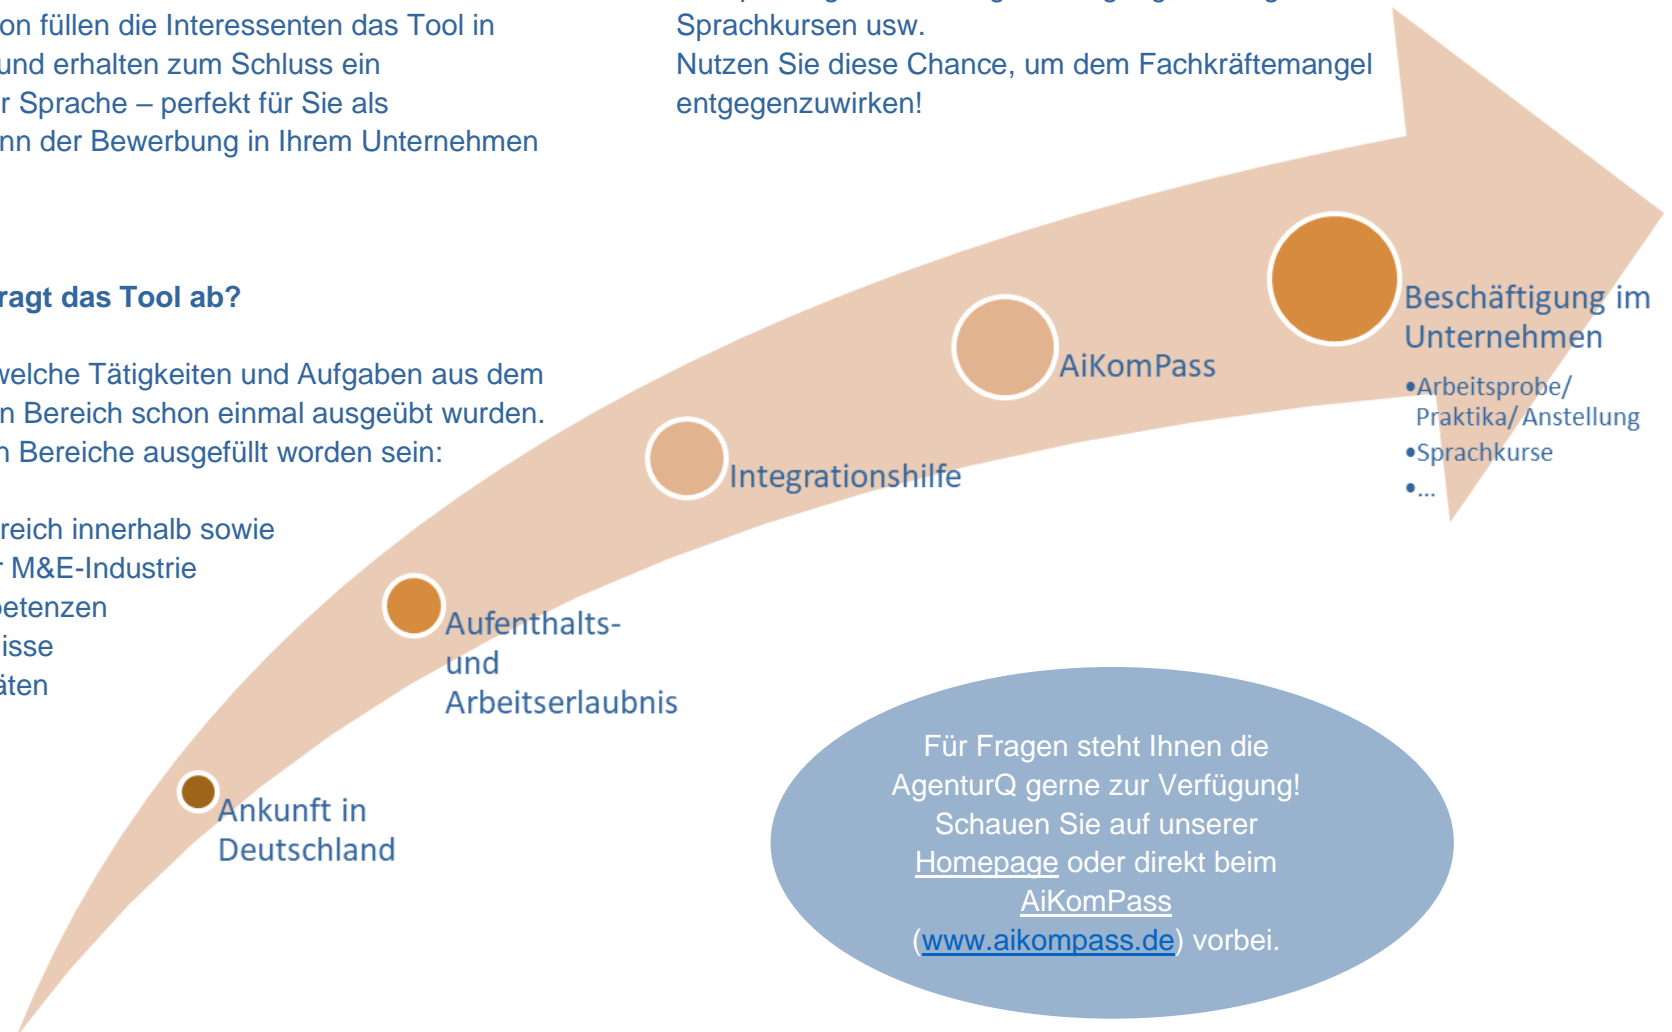 on füllen die Interessenten das Tool in
und erhalten zum Schluss ein
r Sprache – perfekt für Sie als
nn der Bewerbung in Ihrem Unternehmen
ragt das Tool ab?
welche Tätigkeiten und Aufgaben aus dem
n Bereich schon einmal ausgeübt wurden.
n Bereiche ausgefüllt worden sein:
reich innerhalb sowie
r M&E-Industrie
petenzen
isse
äten
Sprachkursen usw.
Nutzen Sie diese Chance, um dem Fachkräftemangel
entgegenzuwirken!
Ankunft in
Deutschland
Aufenthalts-
und
Arbeitserlaubnis
Integrationshilfe
AiKomPass
Beschäftigung im
Unternehmen
•Arbeitsprobe/
Praktika/ Anstellung
•Sprachkurse
•...
Für Fragen steht Ihnen die
AgenturQ gerne zur Verfügung!
Schauen Sie auf unserer
Homepage oder direkt beim
AiKomPass
(www.aikompass.de) vorbei.